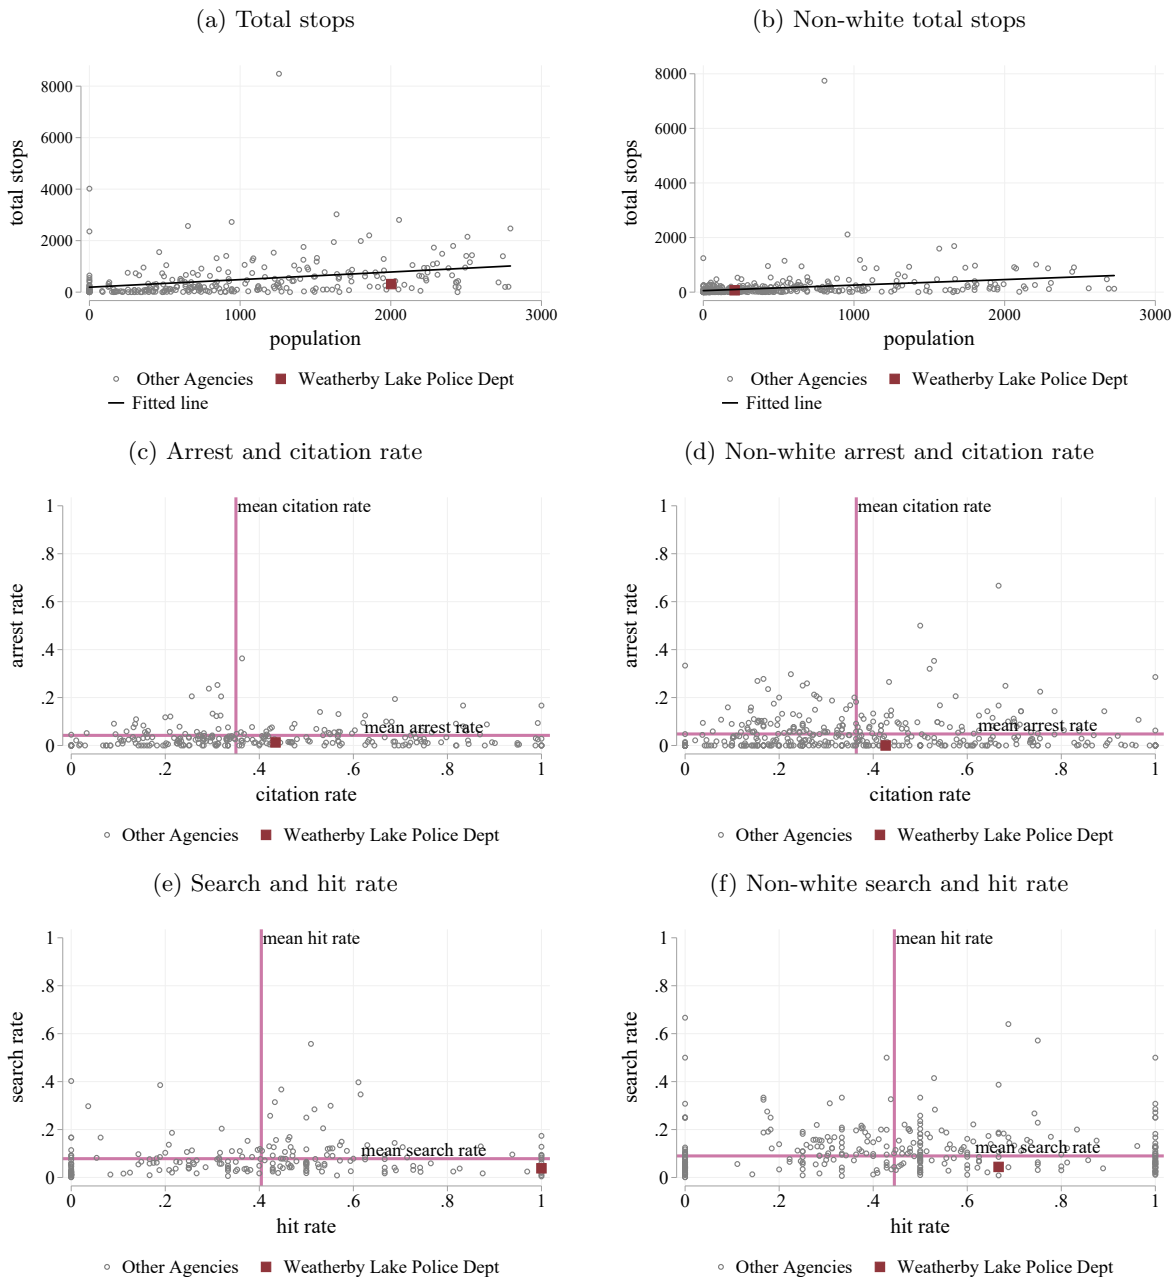 (a) Total stops
(b) Non-white total stops
8000
6000
4000
2000
0
total stops
0 1000 2000 3000
population
Other Agencies Weatherby Lake Police Dept
Fitted line
8000
6000
4000
2000
0
total stops
0 1000 2000 3000
population
Other Agencies Weatherby Lake Police Dept
Fitted line
(c) Arrest and citation rate
(d) Non-white arrest and citation rate
1
.8
.6
.4
.2
0
arrest rate
mean citation rate
mean arrest rate
0 .2 .4 .6 .8 1
citation rate
Other Agencies Weatherby Lake Police Dept
1
.8
.6
.4
.2
0
arrest rate
mean citation rate
mean arrest rate
0 .2 .4 .6 .8 1
citation rate
Other Agencies Weatherby Lake Police Dept
(e) Search and hit rate
(f) Non-white search and hit rate
1
.8
.6
.4
.2
0
search rate
mean hit rate
mean search rate
0 .2 .4 .6 .8 1
hit rate
Other Agencies Weatherby Lake Police Dept
1
.8
.6
.4
.2
0
search rate
mean hit rate
mean search rate
0 .2 .4 .6 .8 1
hit rate
Other Agencies Weatherby Lake Police Dept